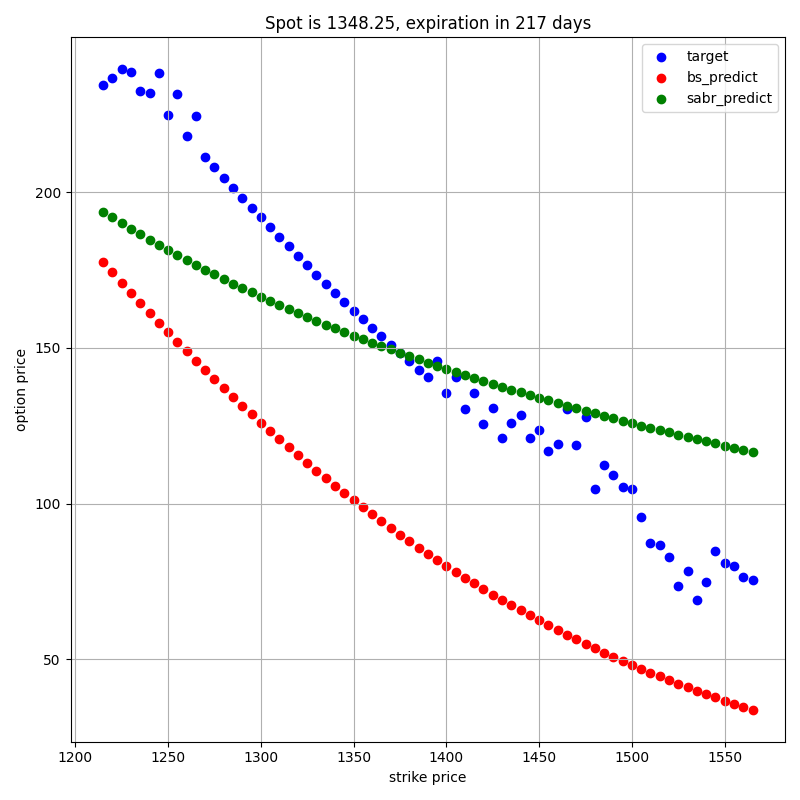 Spot is 1348.25, expiration in 217 days
target
bs_predict
sabr_predict
option price
200
150
100
50
1200 1250 1300 1350 1400 1450 1500 1550
strike price